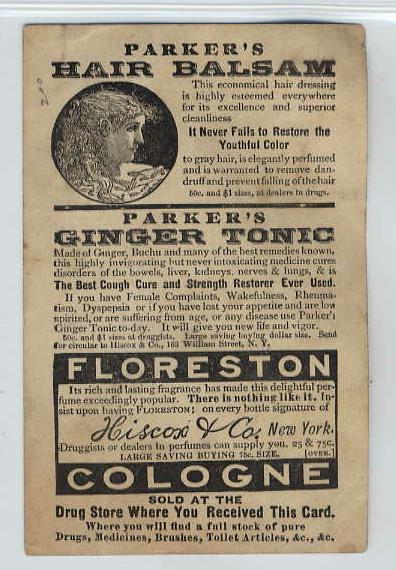 200
PARKER'S
HAIR BALSAM
This economical hair dressing
is highly esteemed everywhere
for its excellence and superior
cleanliness
It Never Fails to Restore the
Youthful Color
to gray hair, is elegantly perfumed
and is warranted to remove dan-
druff and prevent falling of the hair
50c. and $1 sizes, at dealers in drugs.
PARKER'S
GINGER TONIC
Made of Ginger, Buchu and many of the best remedies known,
this highly invigorating but never intoxicating medicine cures
disorders of the bowels, liver, kidneys, nerves & lungs, & is
The Best Cough Cure and Strength Restorer Ever Used.
If you have Female Complaints, Wakefulness, Rheuma-
tism, Dyspepsia or if you have lost your appetite and are low
spirited, or are suffering from age, or any disease use Parker's
Ginger Tonic to-day. It will give you new life and vigor.
50c. and $1 sizes at druggists. Large saving buying dollar size. Send
for circular to Hiscox & Co., 163 William Street, N. Y.
FLORESTON
Its rich and lasting fragrance has made this delightful per-
fume exceedingly popular. There is nothing like it. In-
sist upon having FLORESTON; on every bottle signature of
Hiscox & Co. New York.
Druggists or dealers in perfumes can supply you. 25 & 75c.
LARGE SAVING BUYING 75c. SIZE. [OVER.]
COLOGNE
SOLD AT THE
Drug Store Where You Received This Card.
Where you will find a full stock of pure
Drugs, Medicines, Brushes, Toilet Articles, &c., &c.